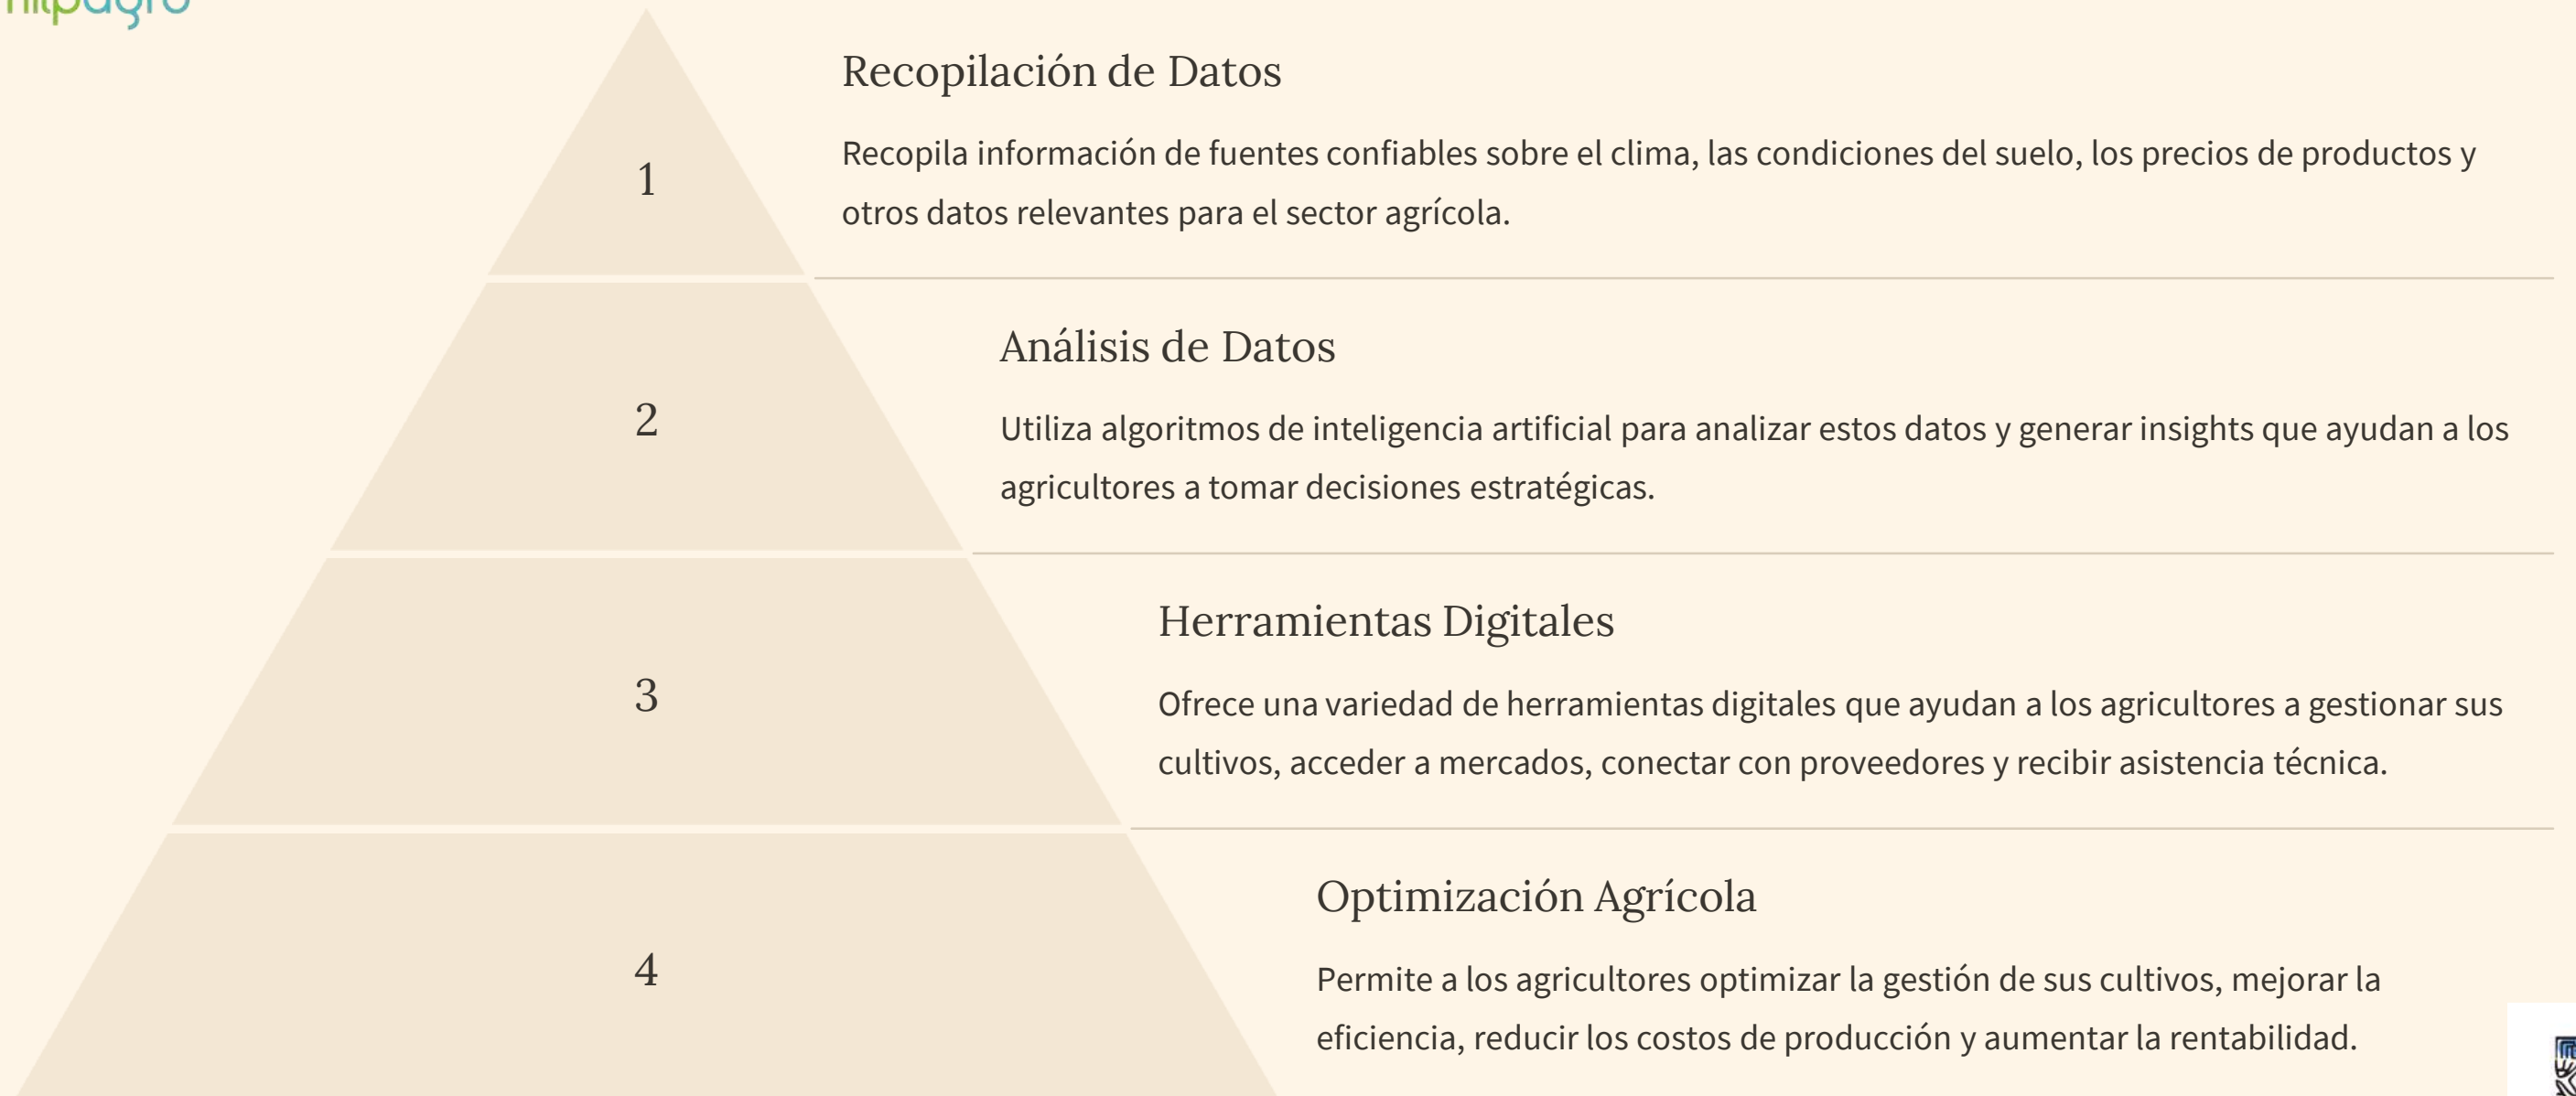 1
Recopilación de Datos
Recopila información de fuentes confiables sobre el clima, las condiciones del suelo, los precios de productos y
otros datos relevantes para el sector agrícola.
2
Análisis de Datos
Utiliza algoritmos de inteligencia artificial para analizar estos datos y generar insights que ayudan a los
agricultores a tomar decisiones estratégicas.
3
Herramientas Digitales
Ofrece una variedad de herramientas digitales que ayudan a los agricultores a gestionar sus
cultivos, acceder a mercados, conectar con proveedores y recibir asistencia técnica.
4
Optimización Agrícola
Permite a los agricultores optimizar la gestión de sus cultivos, mejorar la
eficiencia, reducir los costos de producción y aumentar la rentabilidad.